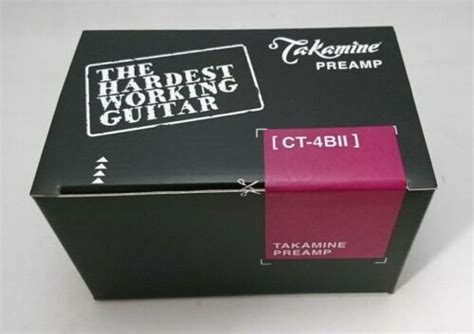 Takamine
PREAMP
THE
HARDEST
WORKING
GUITAR
[ CT-4BII ]
TAKAMINE
PREAMP